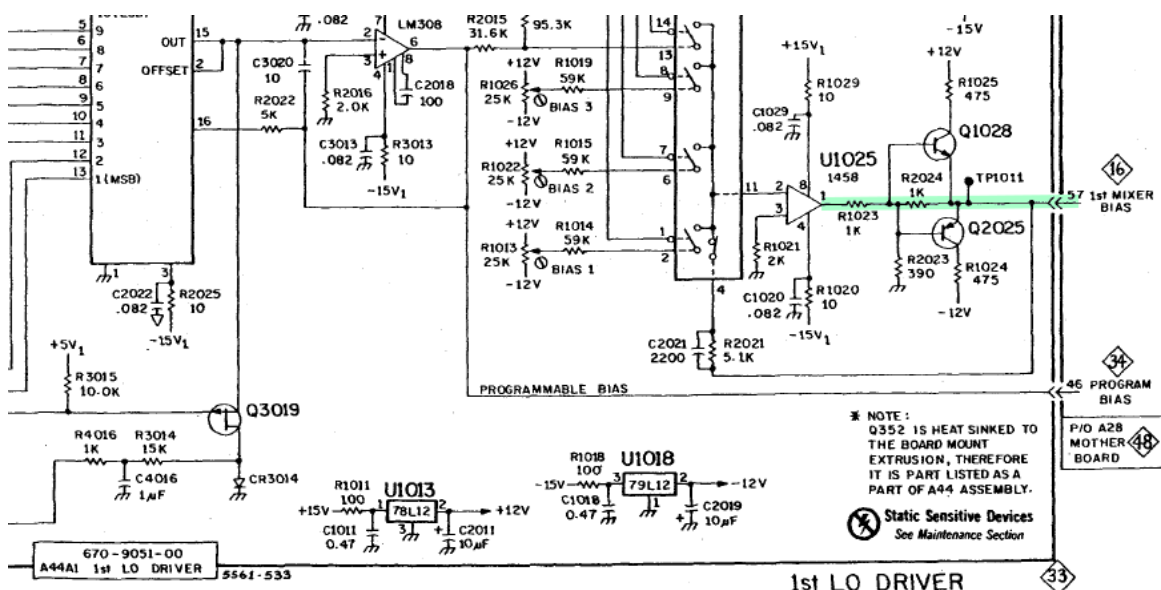 5
9
6
8
7
7
8
6
9
5
10
4
11
3
12
2
13
1 (MSB)
15
OUT
2
OFFSET
16
1
3
.082
C3020
10
R2022
5K
7
LM308
2
3
6
4
1
8
R2016
2.0K
C2018
100
C3013
.082
R3013
10
-15V1
R2015
31.6K
95.3K
+12V
R1019
59K
R1026
25K
BIAS 3
-12V
+12V
R1015
59K
R1022
25K
BIAS 2
-12V
+12V
R1014
59K
R1013
25K
BIAS 1
-12V
14
13
8
9
7
6
1
2
4
11
+15V1
R1029
10
C1029
.082
U1025
1458
2
3
8
1
4
R1021
2K
C1020
.082
R1020
10
-15V1
-15V
+12V
R1025
475
Q1028
R2024
1K
TP1011
R1023
1K
Q2025
R2023
390
R1024
475
-12V
16
57 1st MIXER
BIAS
C2022
.082
R2025
10
-15V1
C2021
2200
R2021
5.1K
+5V1
R3015
10.0K
Q3019
PROGRAMMABLE BIAS
34
46 PROGRAM
BIAS
R4016
1K
R3014
15K
C4016
1µF
CR3014
* NOTE:
Q352 IS HEAT SINKED TO
THE BOARD MOUNT
EXTRUSION, THEREFORE
IT IS PART LISTED AS A
PART OF A44 ASSEMBLY.
P/O A28
MOTHER
BOARD
48
Static Sensitive Devices
See Maintenance Section
R1011
100
+15V
U1013
1
78L12
2
3
+12V
C1011
0.47
C2011
10µF
R1018
100
-15V
U1018
3
79L12
2
1
-12V
C1018
0.47
C2019
10µF
670-9051-00
A44A1 1st LO DRIVER
5561-533
1st LO DRIVER
33